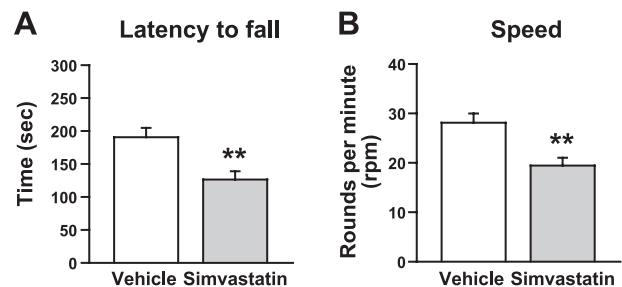 A Latency to fall
Time (sec)
300
250
200
150
100
50
0
**
Vehicle Simvastatin
B Speed
Rounds per minute
(rpm)
40
30
20
10
0
**
Vehicle Simvastatin